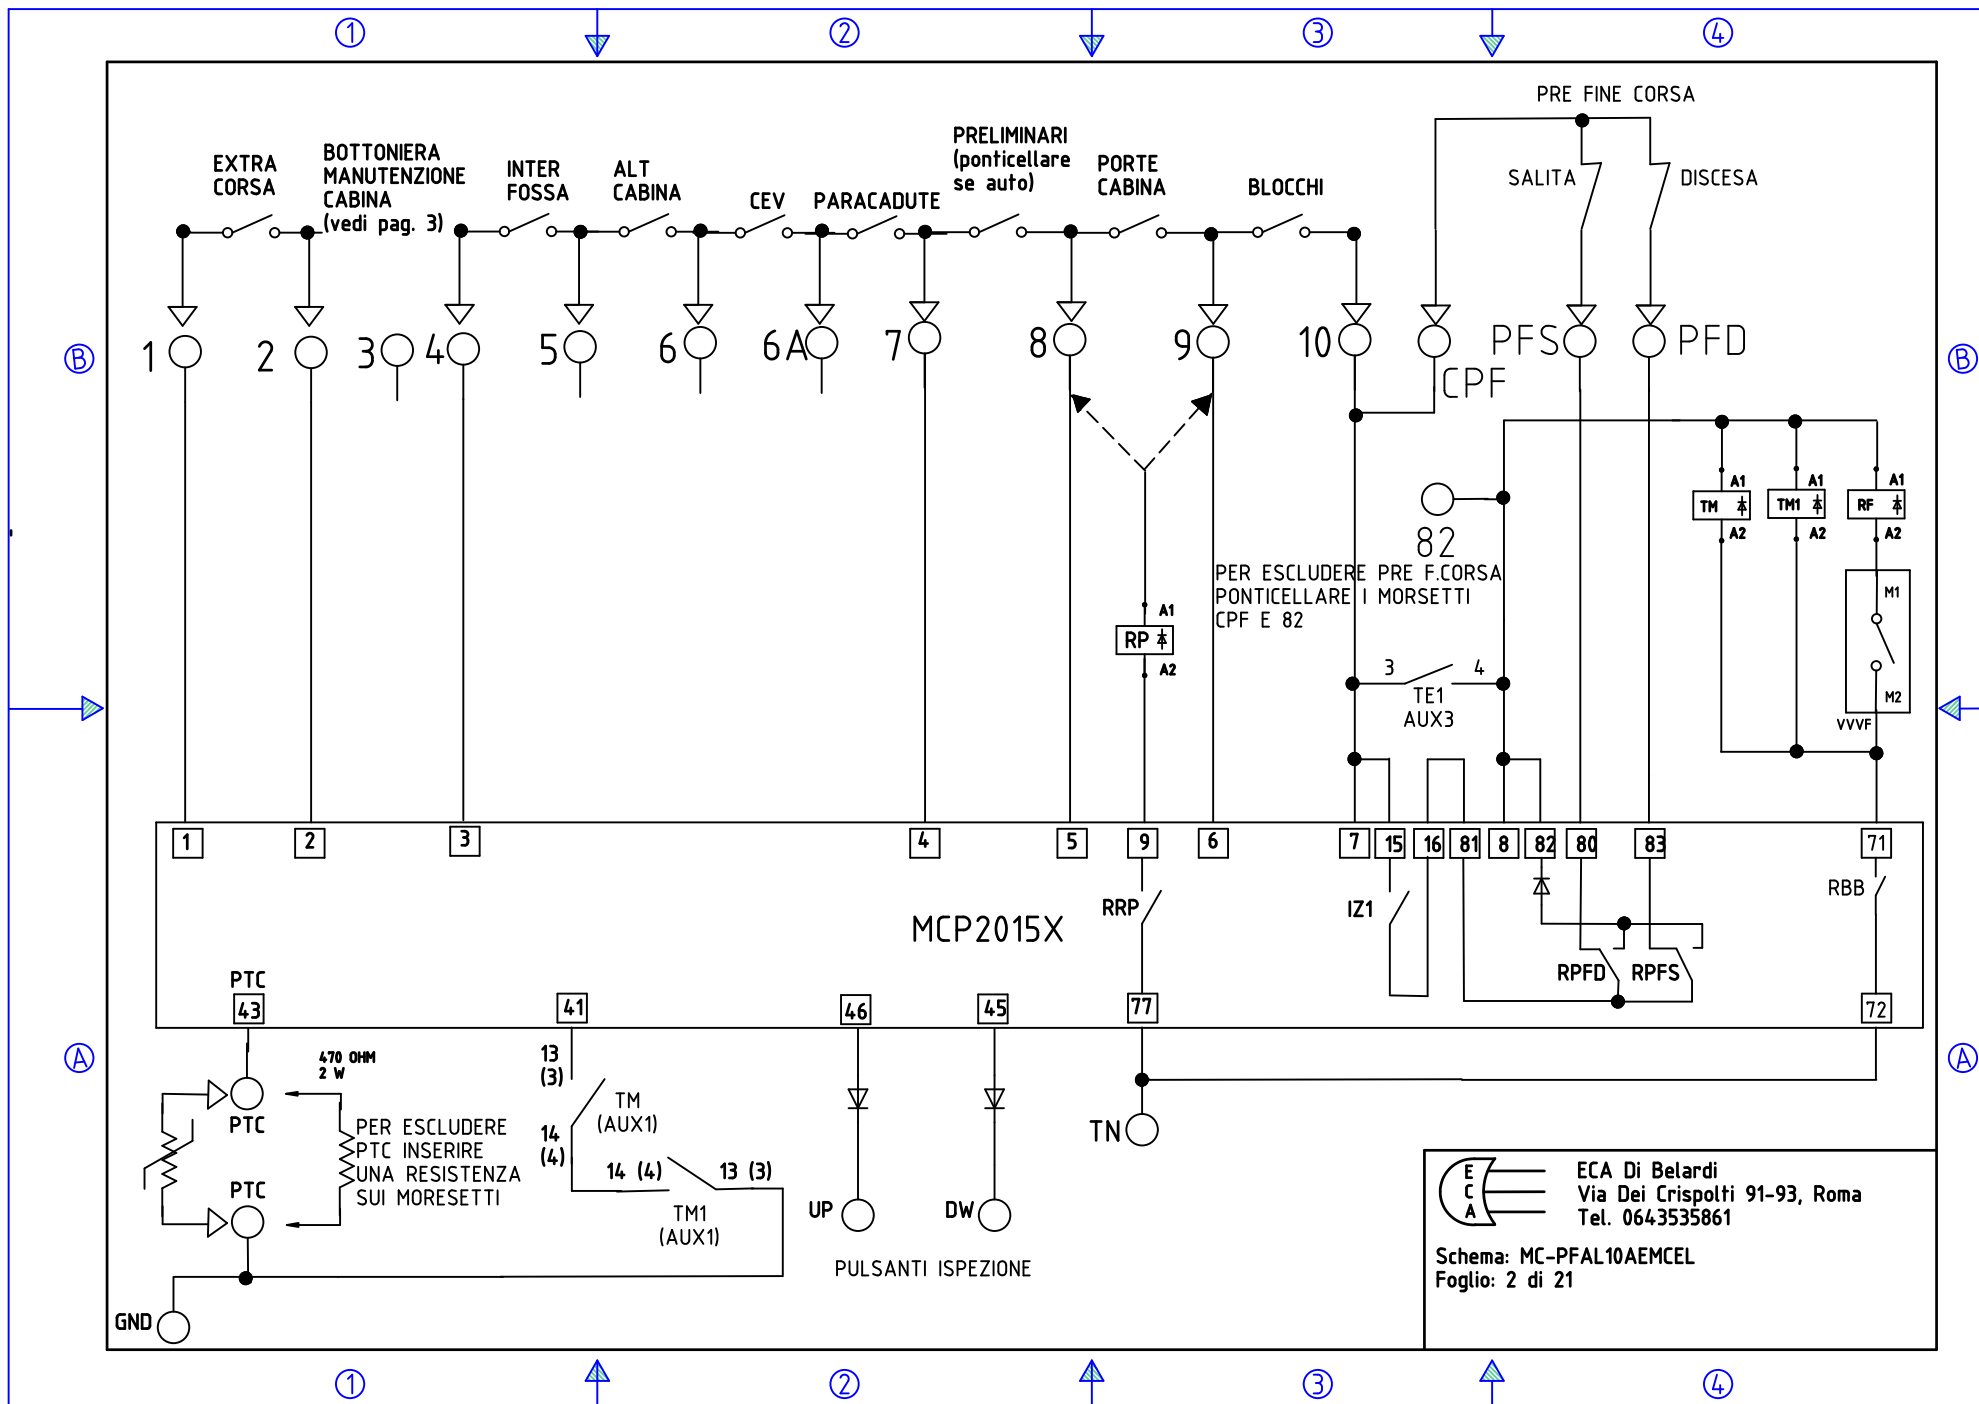 1 2 3 4
PRE FINE CORSA
EXTRA
CORSA
BOTTONIERA
MANUTENZIONE
CABINA
(vedi pag. 3)
INTER
FOSSA
ALT
CABINA
CEV
PARACADUTE
PRELIMINARI
(ponticellare
se auto)
PORTE
CABINA
BLOCCHI
SALITA
DISCESA
B
1 2 3 4 5 6 6A 7 8 9 10
CPF
PFS
PFD
B
82
PER ESCLUDERE PRE F.CORSA
PONTICELLARE I MORSETTI
CPF E 82
A1
TM
A2
A1
TM1
A2
A1
RF
A2
M1
M2
VVVF
A1
RP
A2
3 4
TE1
AUX3
1 2 3 4 5 9 6 7 15 16 81 8 82 80 83 71
MCP2015X
RRP
IZ1
RPFD
RPFS
RBB
PTC
43 41 46 45 77 72
A
A
470 OHM
2 W
PTC
PER ESCLUDERE
PTC INSERIRE
UNA RESISTENZA
SUI MORESETTI
PTC
GND
13
(3)
TM
(AUX1)
14
(4)
14 (4)
13 (3)
TM1
(AUX1)
UP
DW
PULSANTI ISPEZIONE
TN
E
C
A
ECA Di Belardi
Via Dei Crispolti 91-93, Roma
Tel. 0643535861
Schema: MC-PFAL10AEMCEL
Foglio: 2 di 21
1 2 3 4